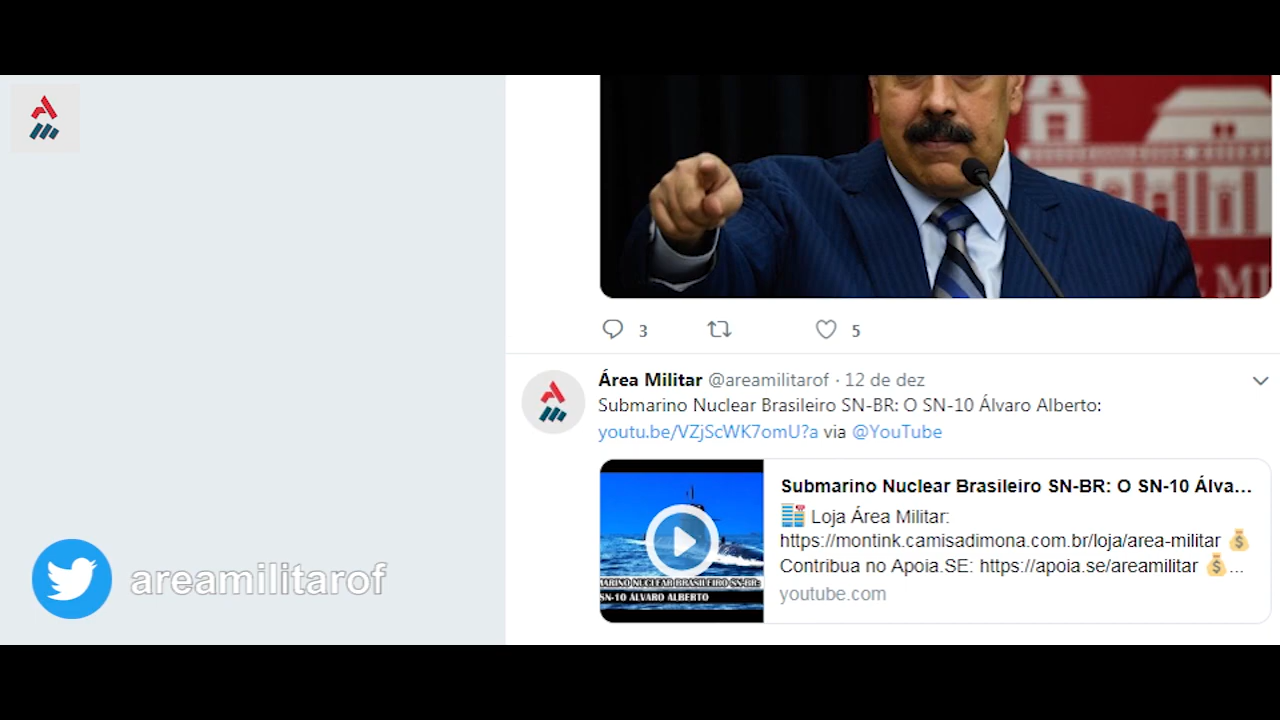 E MI
3
5
Área Militar @areamilitarof · 12 de dez
Submarino Nuclear Brasileiro SN-BR: O SN-10 Álvaro Alberto:
youtu.be/VZjScWK7omU?a via @YouTube
Submarino Nuclear Brasileiro SN-BR: O SN-10 Álva...
Loja Área Militar:
https://montink.camisadimona.com.br/loja/area-militar
Contribua no Apoia.SE: https://apoia.se/areamilitar ...
youtube.com
MARINO NUCLEAR BRASILEIRO SN-BR:
SN-10 ÁLVARO ALBERTO
areamilitarof